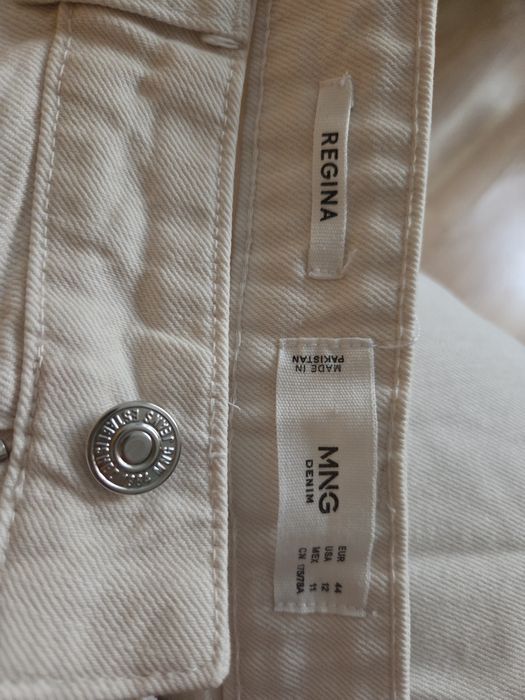 REGINA
MADE IN
PAKISTAN
MNG
DENIM
EUR 44
USA 12
MEX 11
CN 175/78A